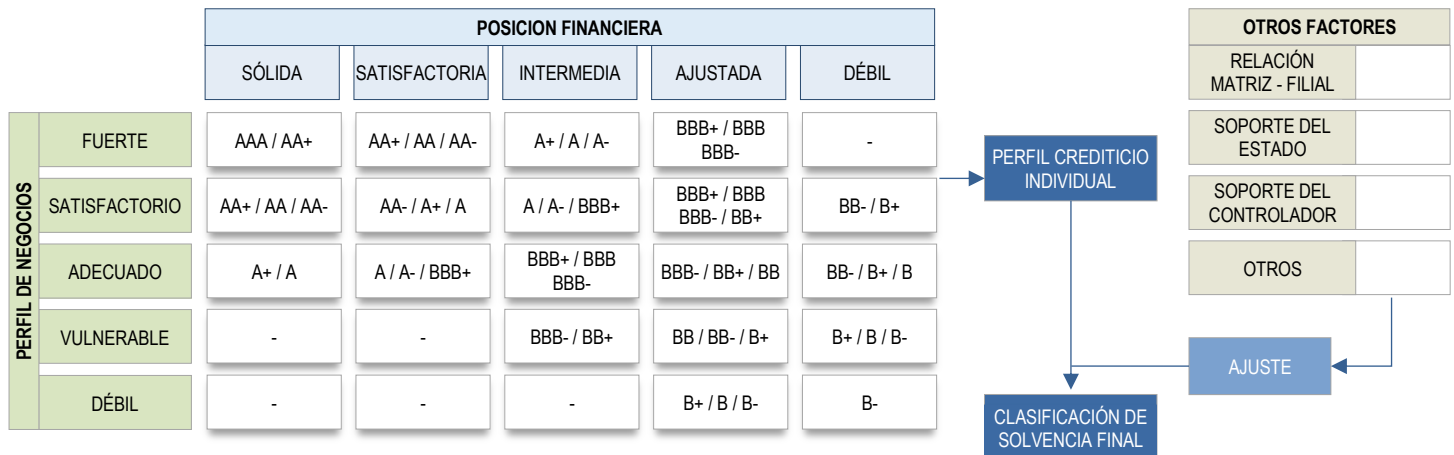 POSICION FINANCIERA
SÓLIDA
SATISFACTORIA
INTERMEDIA
AJUSTADA
DÉBIL
PERFIL DE NEGOCIOS
FUERTE
AAA / AA+
AA+ / AA / AA-
A+ / A / A-
BBB+ / BBB
BBB-
-
SATISFACTORIO
AA+ / AA / AA-
AA- / A+ / A
A / A- / BBB+
BBB+ / BBB
BBB- / BB+
BB- / B+
ADECUADO
A+ / A
A / A- / BBB+
BBB+ / BBB
BBB-
BBB- / BB+ / BB
BB- / B+ / B
VULNERABLE
-
-
BBB- / BB+
BB / BB- / B+
B+ / B / B-
DÉBIL
-
-
-
B+ / B / B-
B-
PERFIL CREDITICIO
INDIVIDUAL
CLASIFICACIÓN DE
SOLVENCIA FINAL
OTROS FACTORES
RELACIÓN
MATRIZ - FILIAL
SOPORTE DEL
ESTADO
SOPORTE DEL
CONTROLADOR
OTROS
AJUSTE